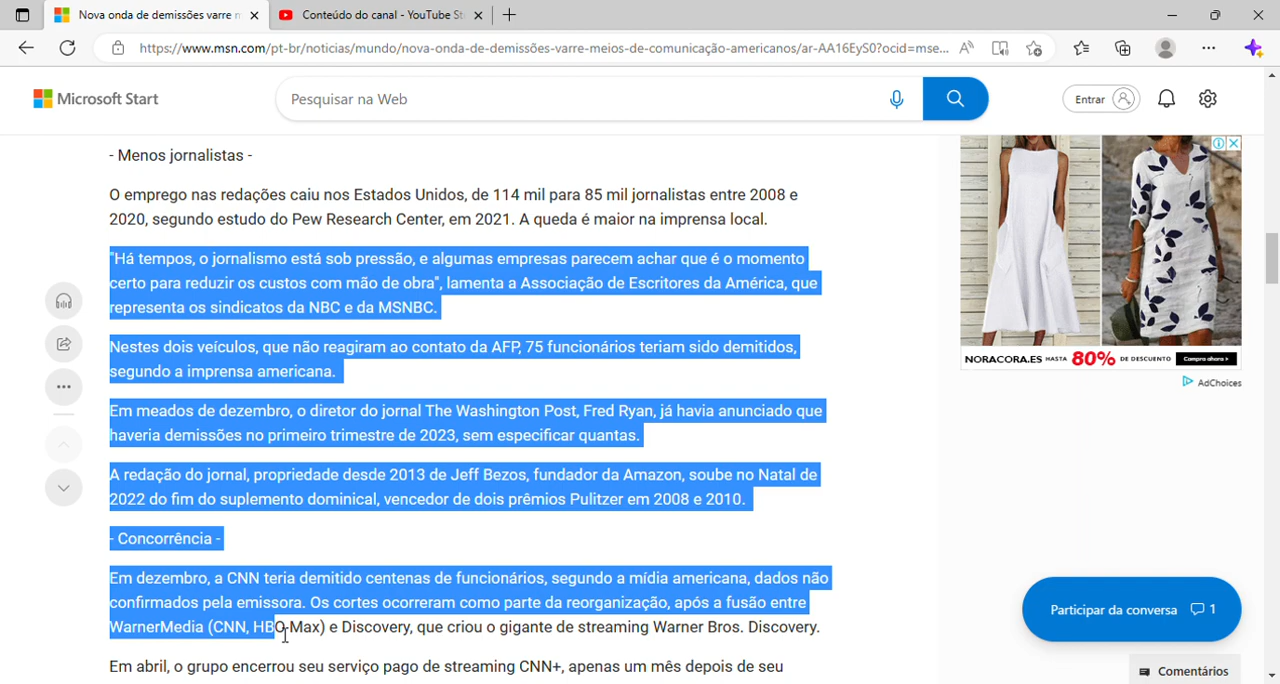 Nova onda de demissões varre n
Conteúdo do canal - YouTube St
https://www.msn.com/pt-br/noticias/mundo/nova-onda-de-demissões-varre-meios-de-comunicação-americanos/ar-AA16EyS0?ocid=mse...
Microsoft Start
Pesquisar na Web
Entrar
- Menos jornalistas -
O emprego nas redações caiu nos Estados Unidos, de 114 mil para 85 mil jornalistas entre 2008 e
2020, segundo estudo do Pew Research Center, em 2021. A queda é maior na imprensa local.
"Há tempos, o jornalismo está sob pressão, e algumas empresas parecem achar que é o momento
certo para reduzir os custos com mão de obra", lamenta a Associação de Escritores da América, que
representa os sindicatos da NBC e da MSNBC.
Nestes dois veículos, que não reagiram ao contato da AFP, 75 funcionários teriam sido demitidos,
segundo a imprensa americana.
Em meados de dezembro, o diretor do jornal The Washington Post, Fred Ryan, já havia anunciado que
haveria demissões no primeiro trimestre de 2023, sem especificar quantas.
A redação do jornal, propriedade desde 2013 de Jeff Bezos, fundador da Amazon, soube no Natal de
2022 do fim do suplemento dominical, vencedor de dois prêmios Pulitzer em 2008 e 2010.
- Concorrência -
Em dezembro, a CNN teria demitido centenas de funcionários, segundo a mídia americana, dados não
confirmados pela emissora. Os cortes ocorreram como parte da reorganização, após a fusão entre
WarnerMedia (CNN, HBO Max) e Discovery, que criou o gigante de streaming Warner Bros. Discovery.
Em abril, o grupo encerrou seu serviço pago de streaming CNN+, apenas um mês depois de seu
NORACORA.ES HASTA 80% DE DESCUENTO Compra ahora >
AdChoices
Participar da conversa 1
Comentários